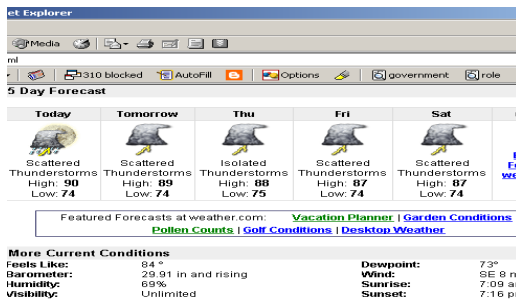 et Explorer
Media
ml
310 blocked AutoFill Options government role
5 Day Forecast
Today Tomorrow Thu Fri Sat
Scattered Scattered Isolated Scattered Scattered
Thunderstorms Thunderstorms Thunderstorms Thunderstorms Thunderstorms
High: 90 High: 89 High: 88 High: 87 High: 87
Low: 74 Low: 74 Low: 75 Low: 74 Low: 74
Featured Forecasts at weather.com: Vacation Planner | Garden Conditions
Pollen Counts | Golf Conditions | Desktop Weather
More Current Conditions
Feels Like: 84 ° Dewpoint: 73°
Barometer: 29.91 in and rising Wind: SE 8 
Humidity: 69% Sunrise: 7:09 a
Visibility: Unlimited Sunset: 7:16 p